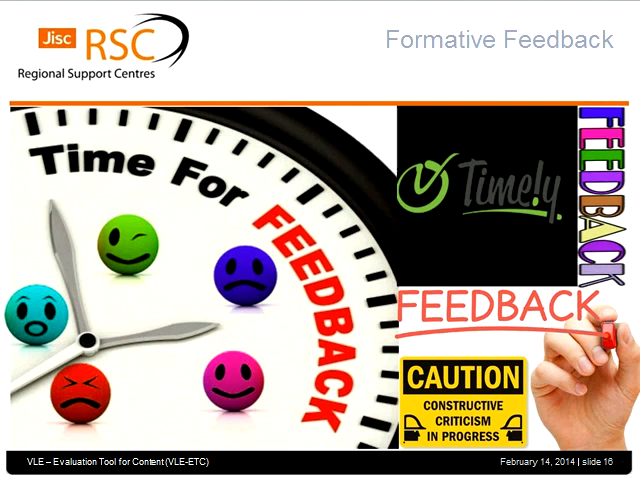 Jisc RSC
Regional Support Centres
Formative Feedback
Time For FEEDBACK
Timely
FEEDBACK
FEEDBACK
CAUTION
CONSTRUCTIVE
CRITICISM
IN PROGRESS
VLE – Evaluation Tool for Content (VLE-ETC)
February 14, 2014 | slide 16